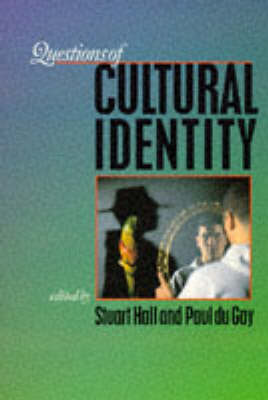 Questions of
CULTURAL
IDENTITY
edited by
Stuart Hall and Paul du Gay